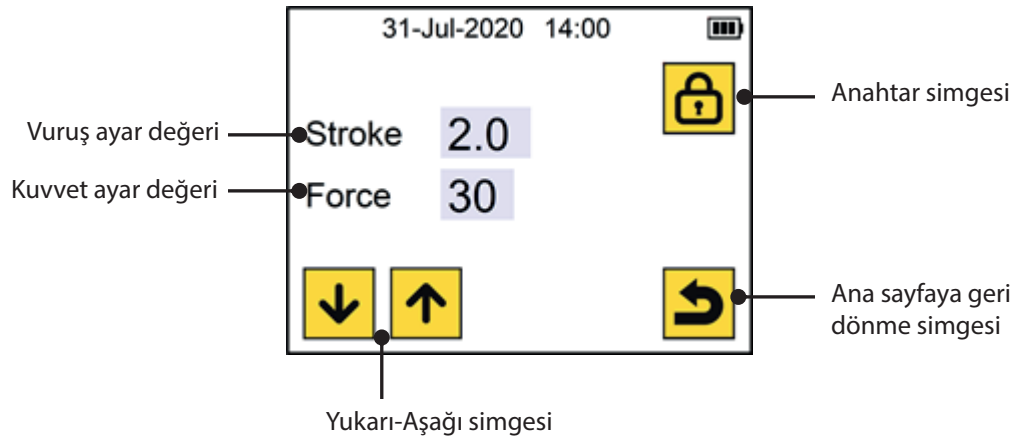 31-Jul-2020 14:00
Anahtar simgesi
Vuruş ayar değeri
Stroke 2.0
Kuvvet ayar değeri
Force 30
Ana sayfaya geri
dönme simgesi
Yukarı-Aşağı simgesi